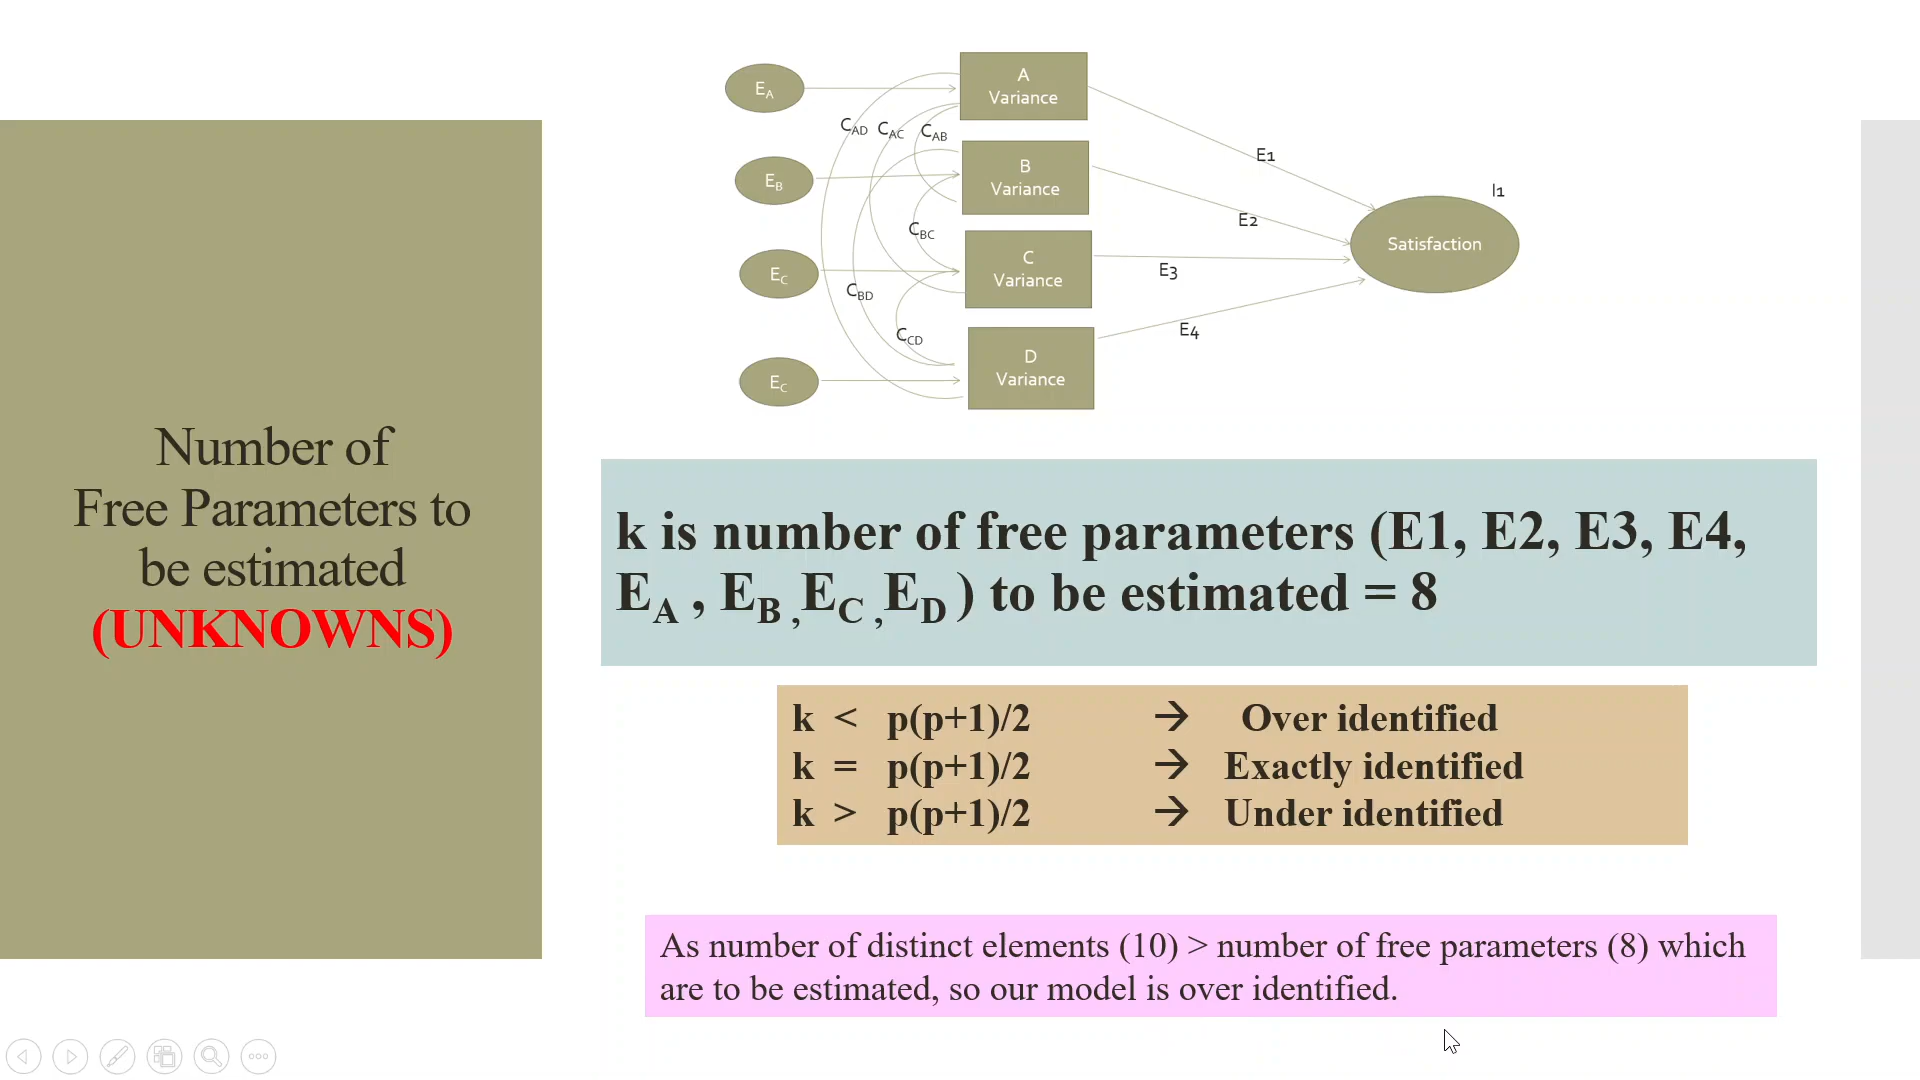 Number of
Free Parameters to
be estimated
(UNKNOWNS)
E_A
E_B
E_C
E_C
C_AD C_AC C_AB
C_BC
C_BD
C_CD
A
Variance
B
Variance
C
Variance
D
Variance
E1
E2
E3
E4
I1
Satisfaction
k is number of free parameters (E1, E2, E3, E4,
E_A , E_B , E_C , E_D ) to be estimated = 8
k < p(p+1)/2 → Over identified
k = p(p+1)/2 → Exactly identified
k > p(p+1)/2 → Under identified
As number of distinct elements (10) > number of free parameters (8) which
are to be estimated, so our model is over identified.